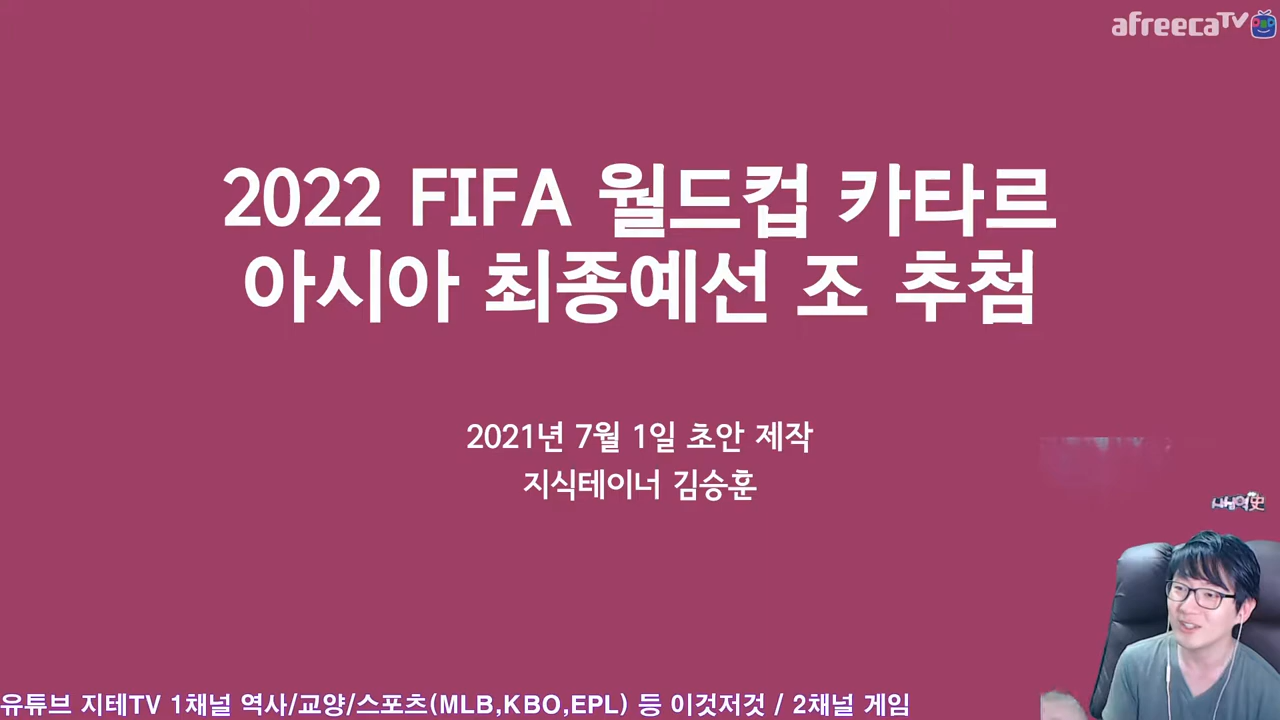 afreecaTV
2022 FIFA 월드컵 카타르
아시아 최종예선 조 추첨
2021년 7월 1일 초안 제작
지식테이너 김승훈
유튜브 지테TV 1채널 역사/교양/스포츠(MLB,KBO,EPL) 등 이것저것 / 2채널 게임